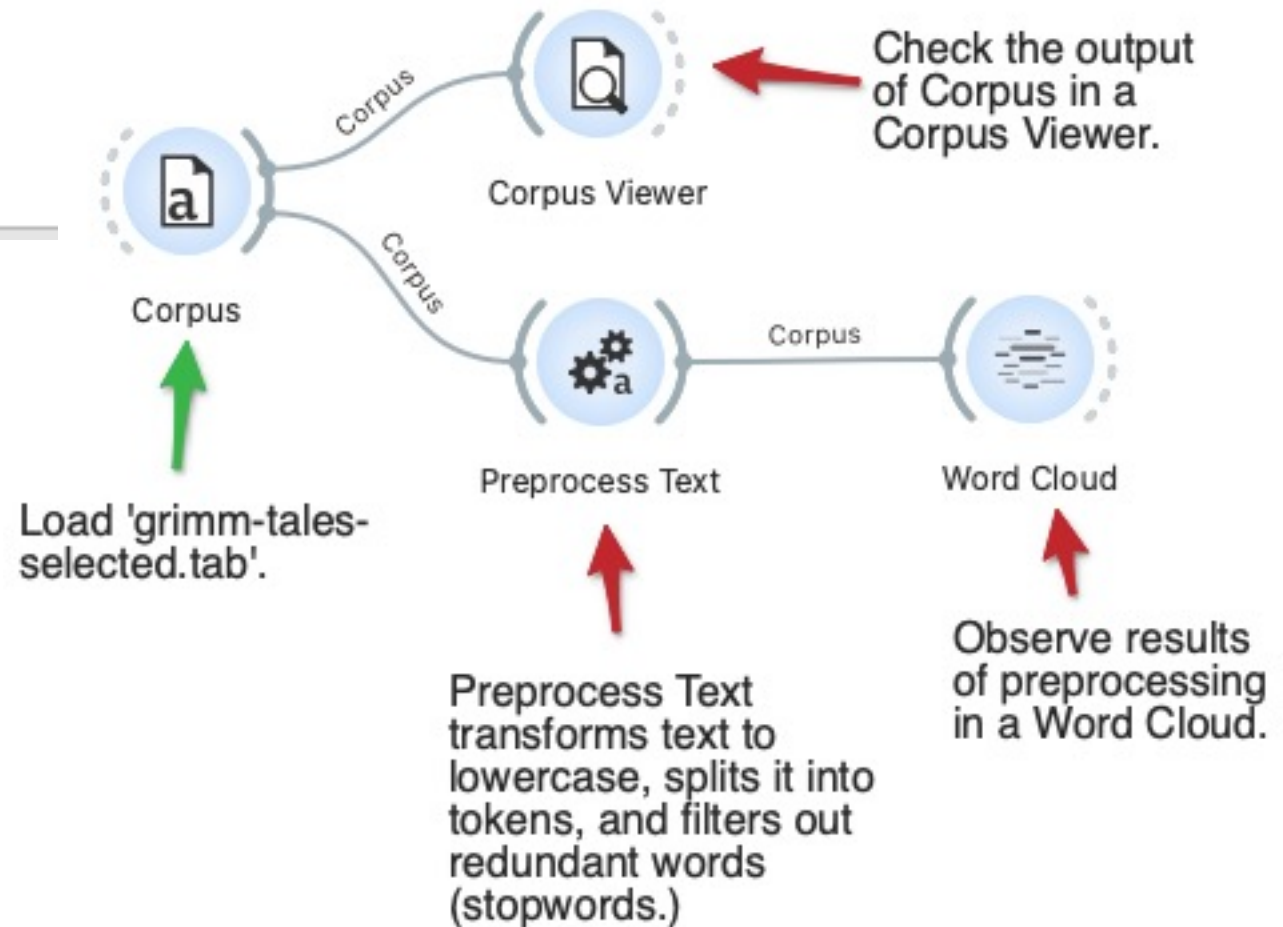 Corpus
Check the output
of Corpus in a
Corpus Viewer.
a
Corpus Viewer
Corpus
Corpus
Corpus
a
Load 'grimm-tales-
selected.tab'.
Preprocess Text
Word Cloud
Preprocess Text
transforms text to
lowercase, splits it into
tokens, and filters out
redundant words
(stopwords.)
Observe results
of preprocessing
in a Word Cloud.